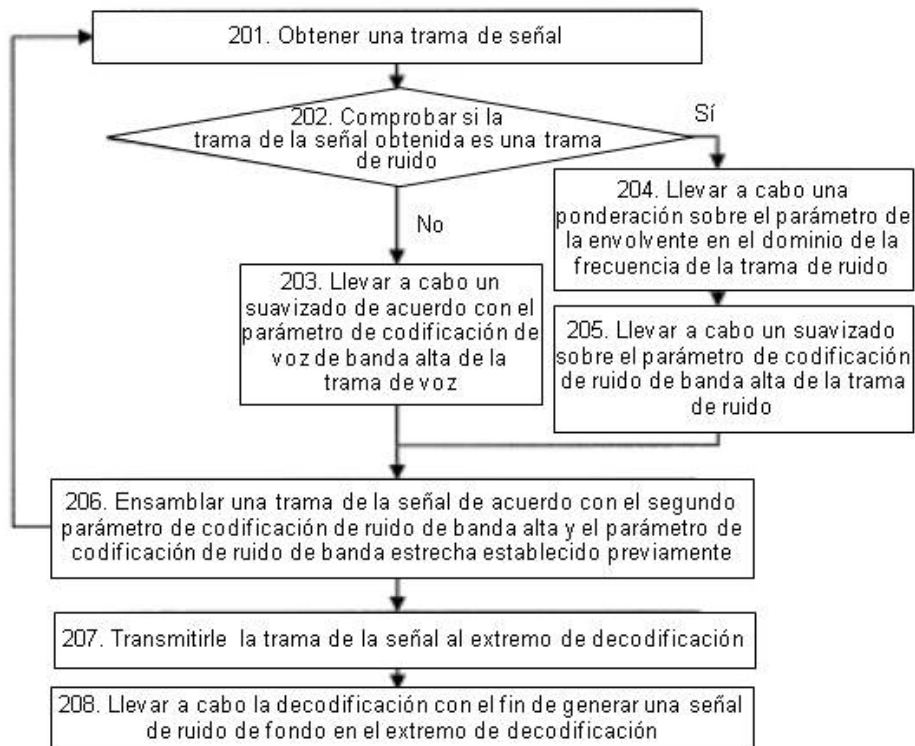 201. Obtener una trama de señal
202. Comprobar si la
trama de la señal obtenida es una trama
de ruido
Sí
No
204. Llevar a cabo una
ponderación sobre el parámetro de
la envolvente en el dominio de la
frecuencia de la trama de ruido
203. Llevar a cabo un
suavizado de acuerdo con el
parámetro de codificación de
voz de banda alta de la
trama de voz
205. Llevar a cabo un suavizado
sobre el parámetro de codificación
de ruido de banda alta de la trama
de ruido
206. Ensamblar una trama de la señal de acuerdo con el segundo
parámetro de codificación de ruido de banda alta y el parámetro de
codificación de ruido de banda estrecha establecido previamente
207. Transmitirle la trama de la señal al extremo de decodificación
208. Llevar a cabo la decodificación con el fin de generar una señal
de ruido de fondo en el extremo de decodificación